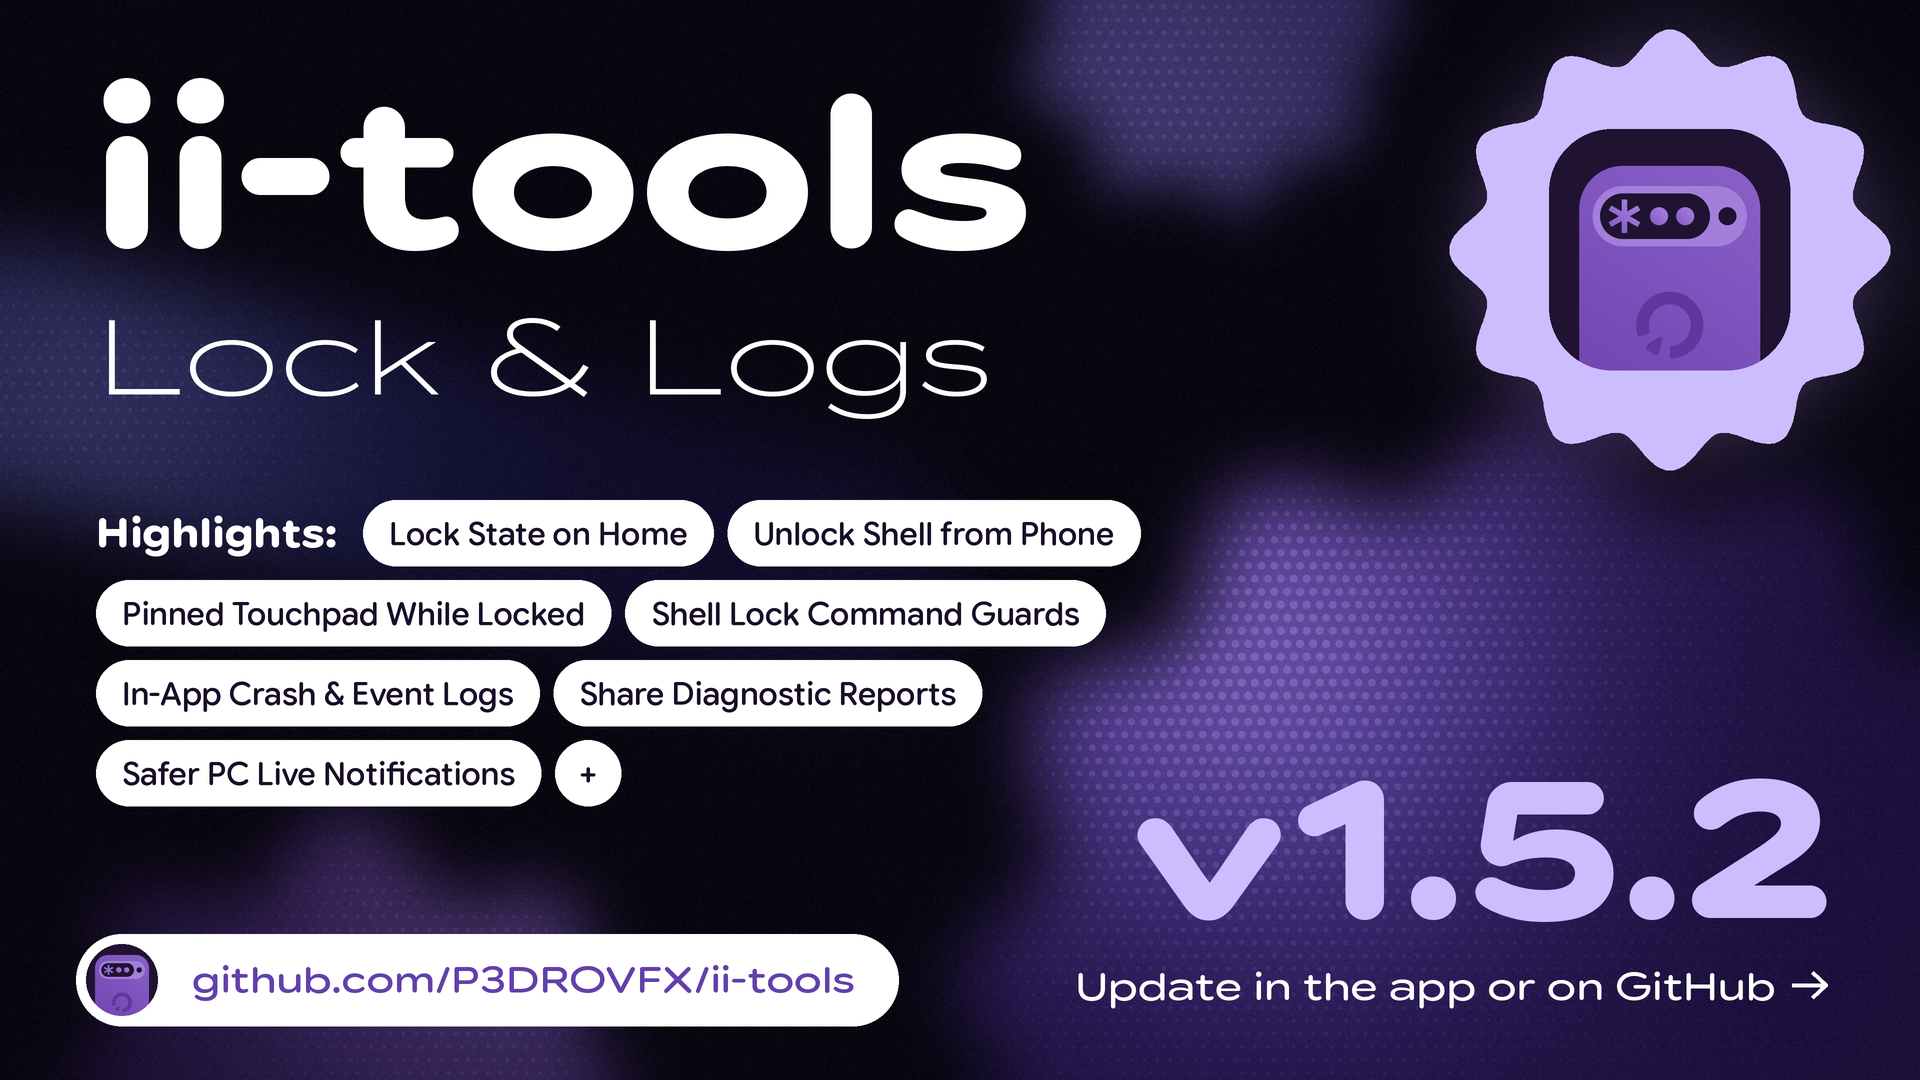 ii-tools
Lock & Logs
Highlights: Lock State on Home Unlock Shell from Phone
Pinned Touchpad While Locked Shell Lock Command Guards
In-App Crash & Event Logs Share Diagnostic Reports
Safer PC Live Notifications +
v1.5.2
github.com/P3DROVFX/ii-tools
Update in the app or on GitHub →